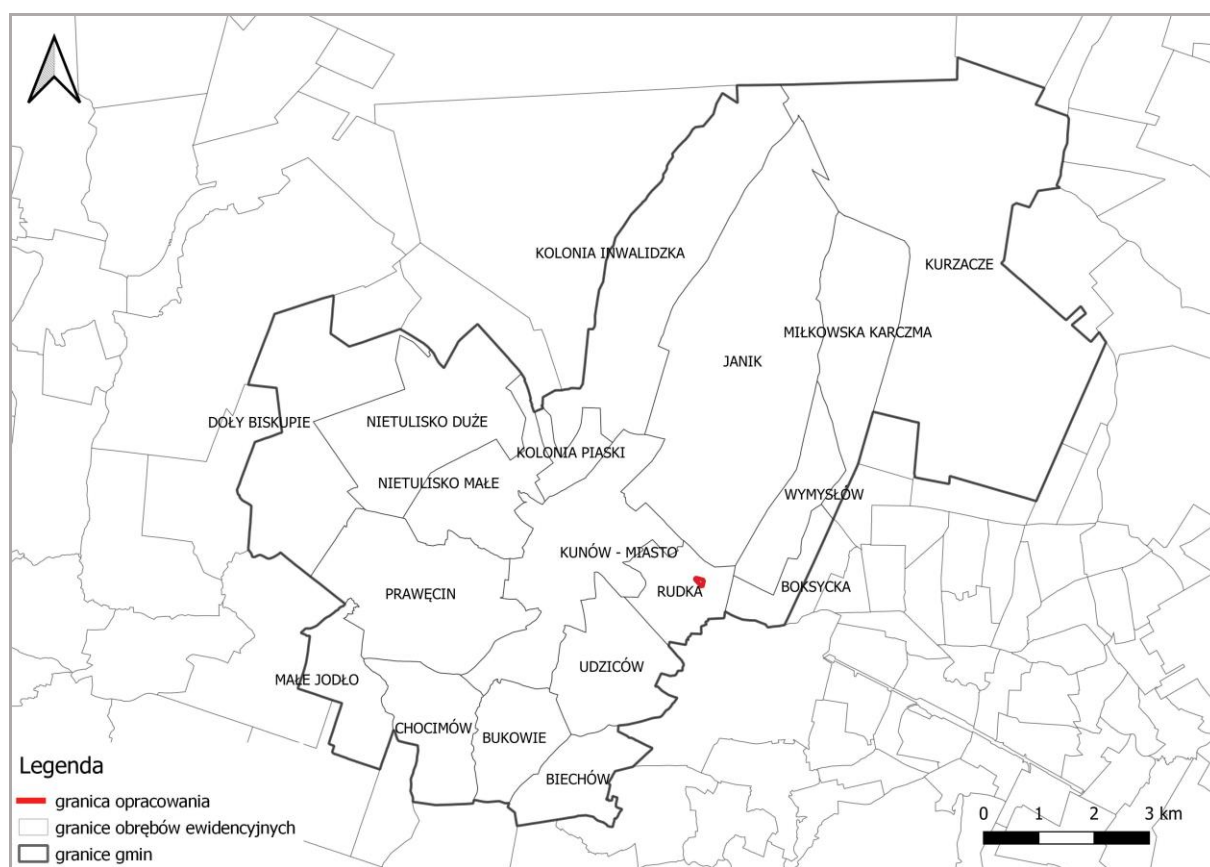 KOLONIA INWALIDZKA
KURZACZE
MIŁKOWSKA KARCZMA
JANIK
DOŁY BISKUPIE
NIETULISKO DUŻE
KOLONIA PIASKI
NIETULISKO MAŁE
WYMYSŁÓW
KUNÓW - MIASTO
PRAWĘCIN
RUDKA
BOKSYCKA
UDZICÓW
MAŁE JODŁO
CHOCIMÓW
BUKOWIE
BIECHÓW
Legenda
granica opracowania
granice obrębów ewidencyjnych
granice gmin
0 1 2 3 km